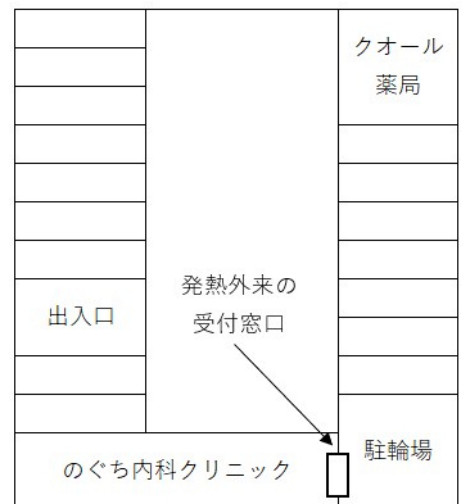 クオール
薬局
発熱外来の
受付窓口
出入口
駐輪場
のぐち内科クリニック